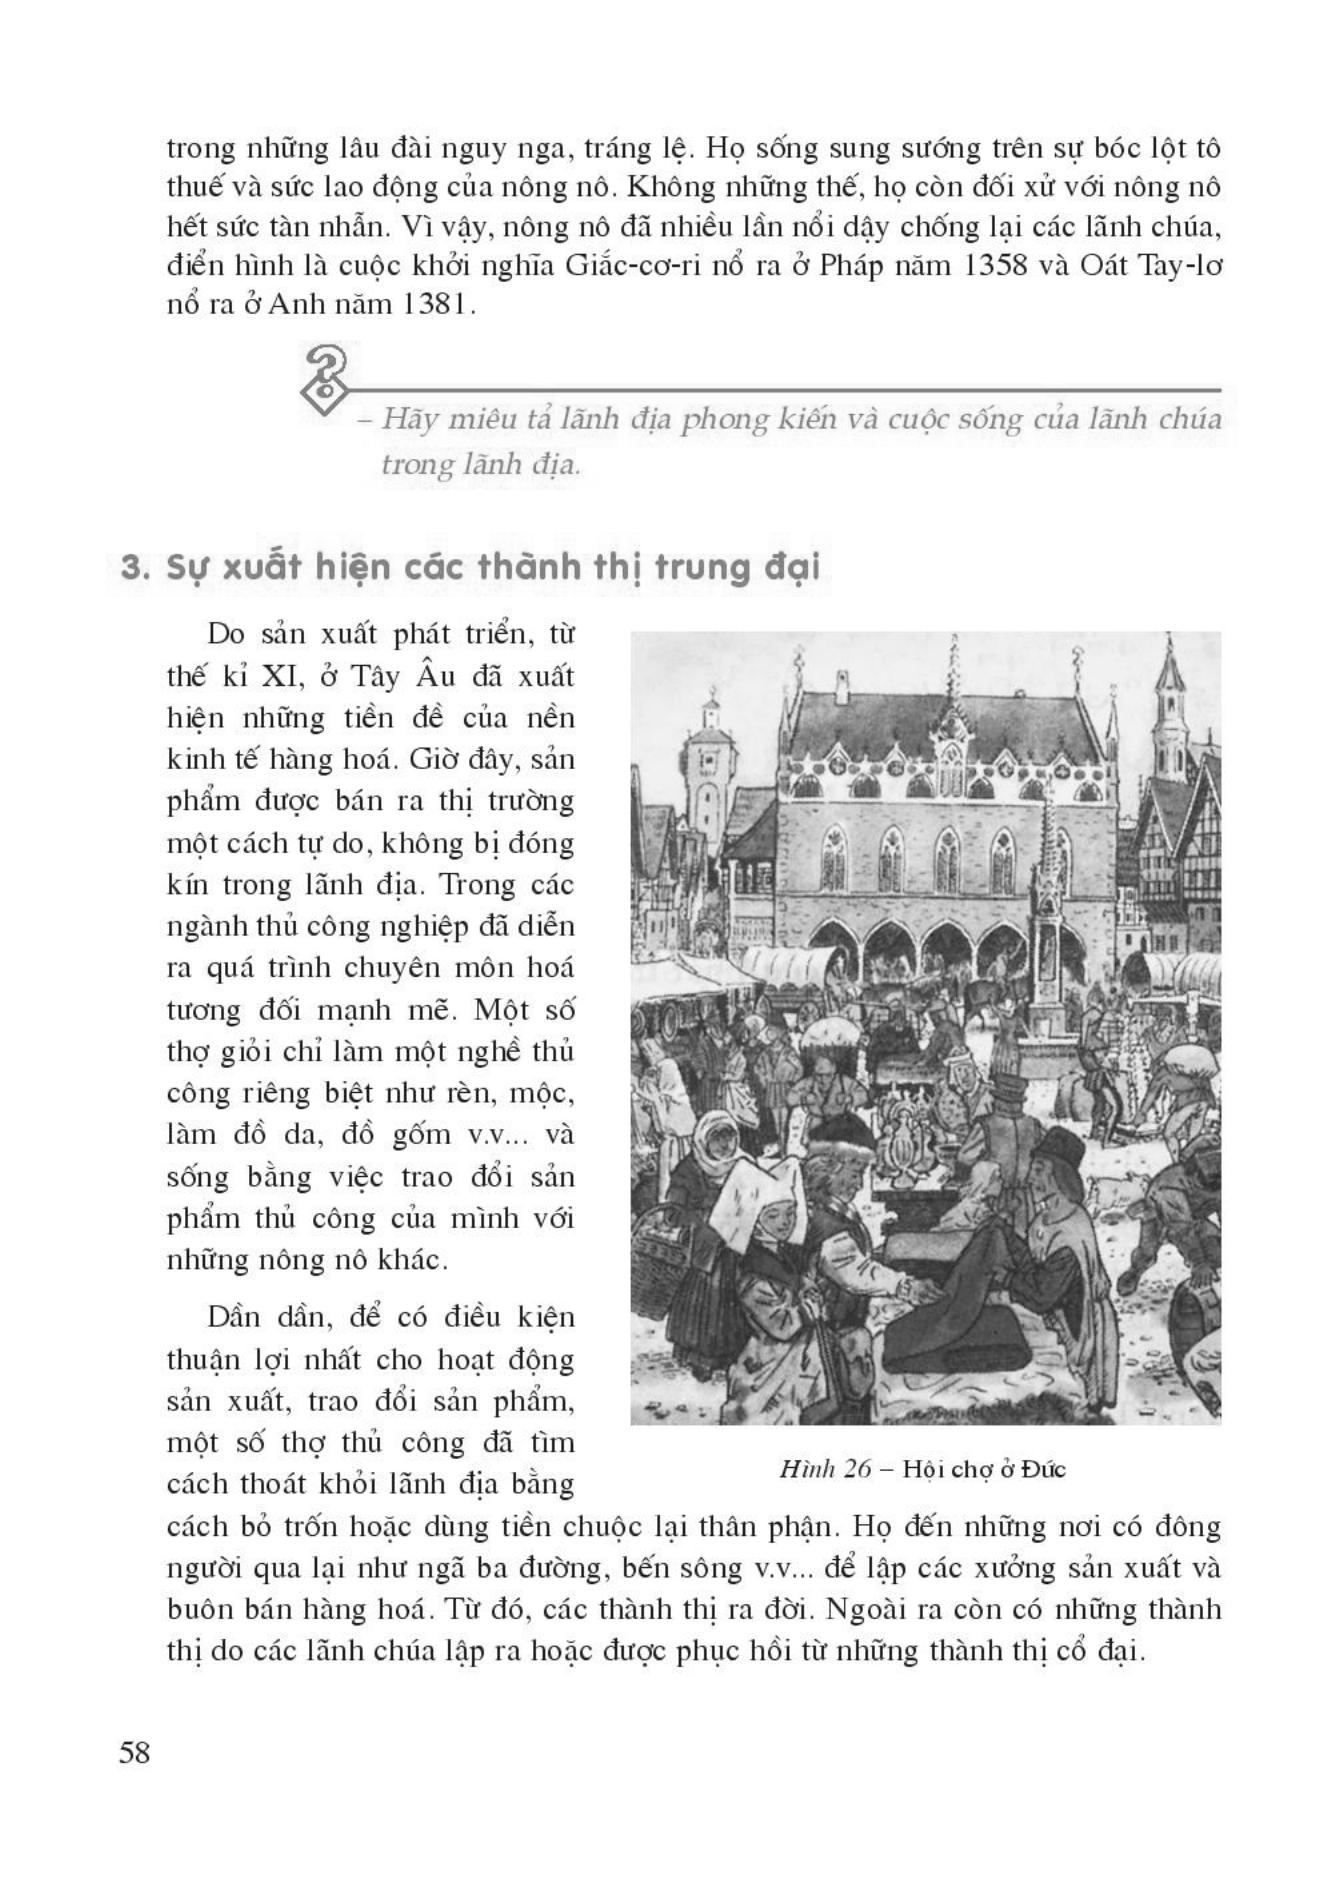 trong những lâu đài nguy nga, tráng lệ. Họ sống sung sướng trên sự bóc lột tô
thuế và sức lao động của nông nô. Không những thế, họ còn đối xử với nông nô
hết sức tàn nhẫn. Vì vậy, nông nô đã nhiều lần nổi dậy chống lại các lãnh chúa,
điển hình là cuộc khởi nghĩa Giắc-cơ-ri nổ ra ở Pháp năm 1358 và Oát Tay-lơ
nổ ra ở Anh năm 1381.
– Hãy miêu tả lãnh địa phong kiến và cuộc sống của lãnh chúa
trong lãnh địa.
3. Sự xuất hiện các thành thị trung đại
Do sản xuất phát triển, từ
thế kỉ XI, ở Tây Âu đã xuất
hiện những tiền đề của nền
kinh tế hàng hoá. Giờ đây, sản
phẩm được bán ra thị trường
một cách tự do, không bị đóng
kín trong lãnh địa. Trong các
ngành thủ công nghiệp đã diễn
ra quá trình chuyên môn hoá
tương đối mạnh mẽ. Một số
thợ giỏi chỉ làm một nghề thủ
công riêng biệt như rèn, mộc,
làm đồ da, đồ gốm v.v... và
sống bằng việc trao đổi sản
phẩm thủ công của mình với
những nông nô khác.
Dần dần, để có điều kiện
thuận lợi nhất cho hoạt động
sản xuất, trao đổi sản phẩm,
một số thợ thủ công đã tìm
cách thoát khỏi lãnh địa bằng
Hình 26 – Hội chợ ở Đức
cách bỏ trốn hoặc dùng tiền chuộc lại thân phận. Họ đến những nơi có đông
người qua lại như ngã ba đường, bến sông v.v... để lập các xưởng sản xuất và
buôn bán hàng hoá. Từ đó, các thành thị ra đời. Ngoài ra còn có những thành
thị do các lãnh chúa lập ra hoặc được phục hồi từ những thành thị cổ đại.
58